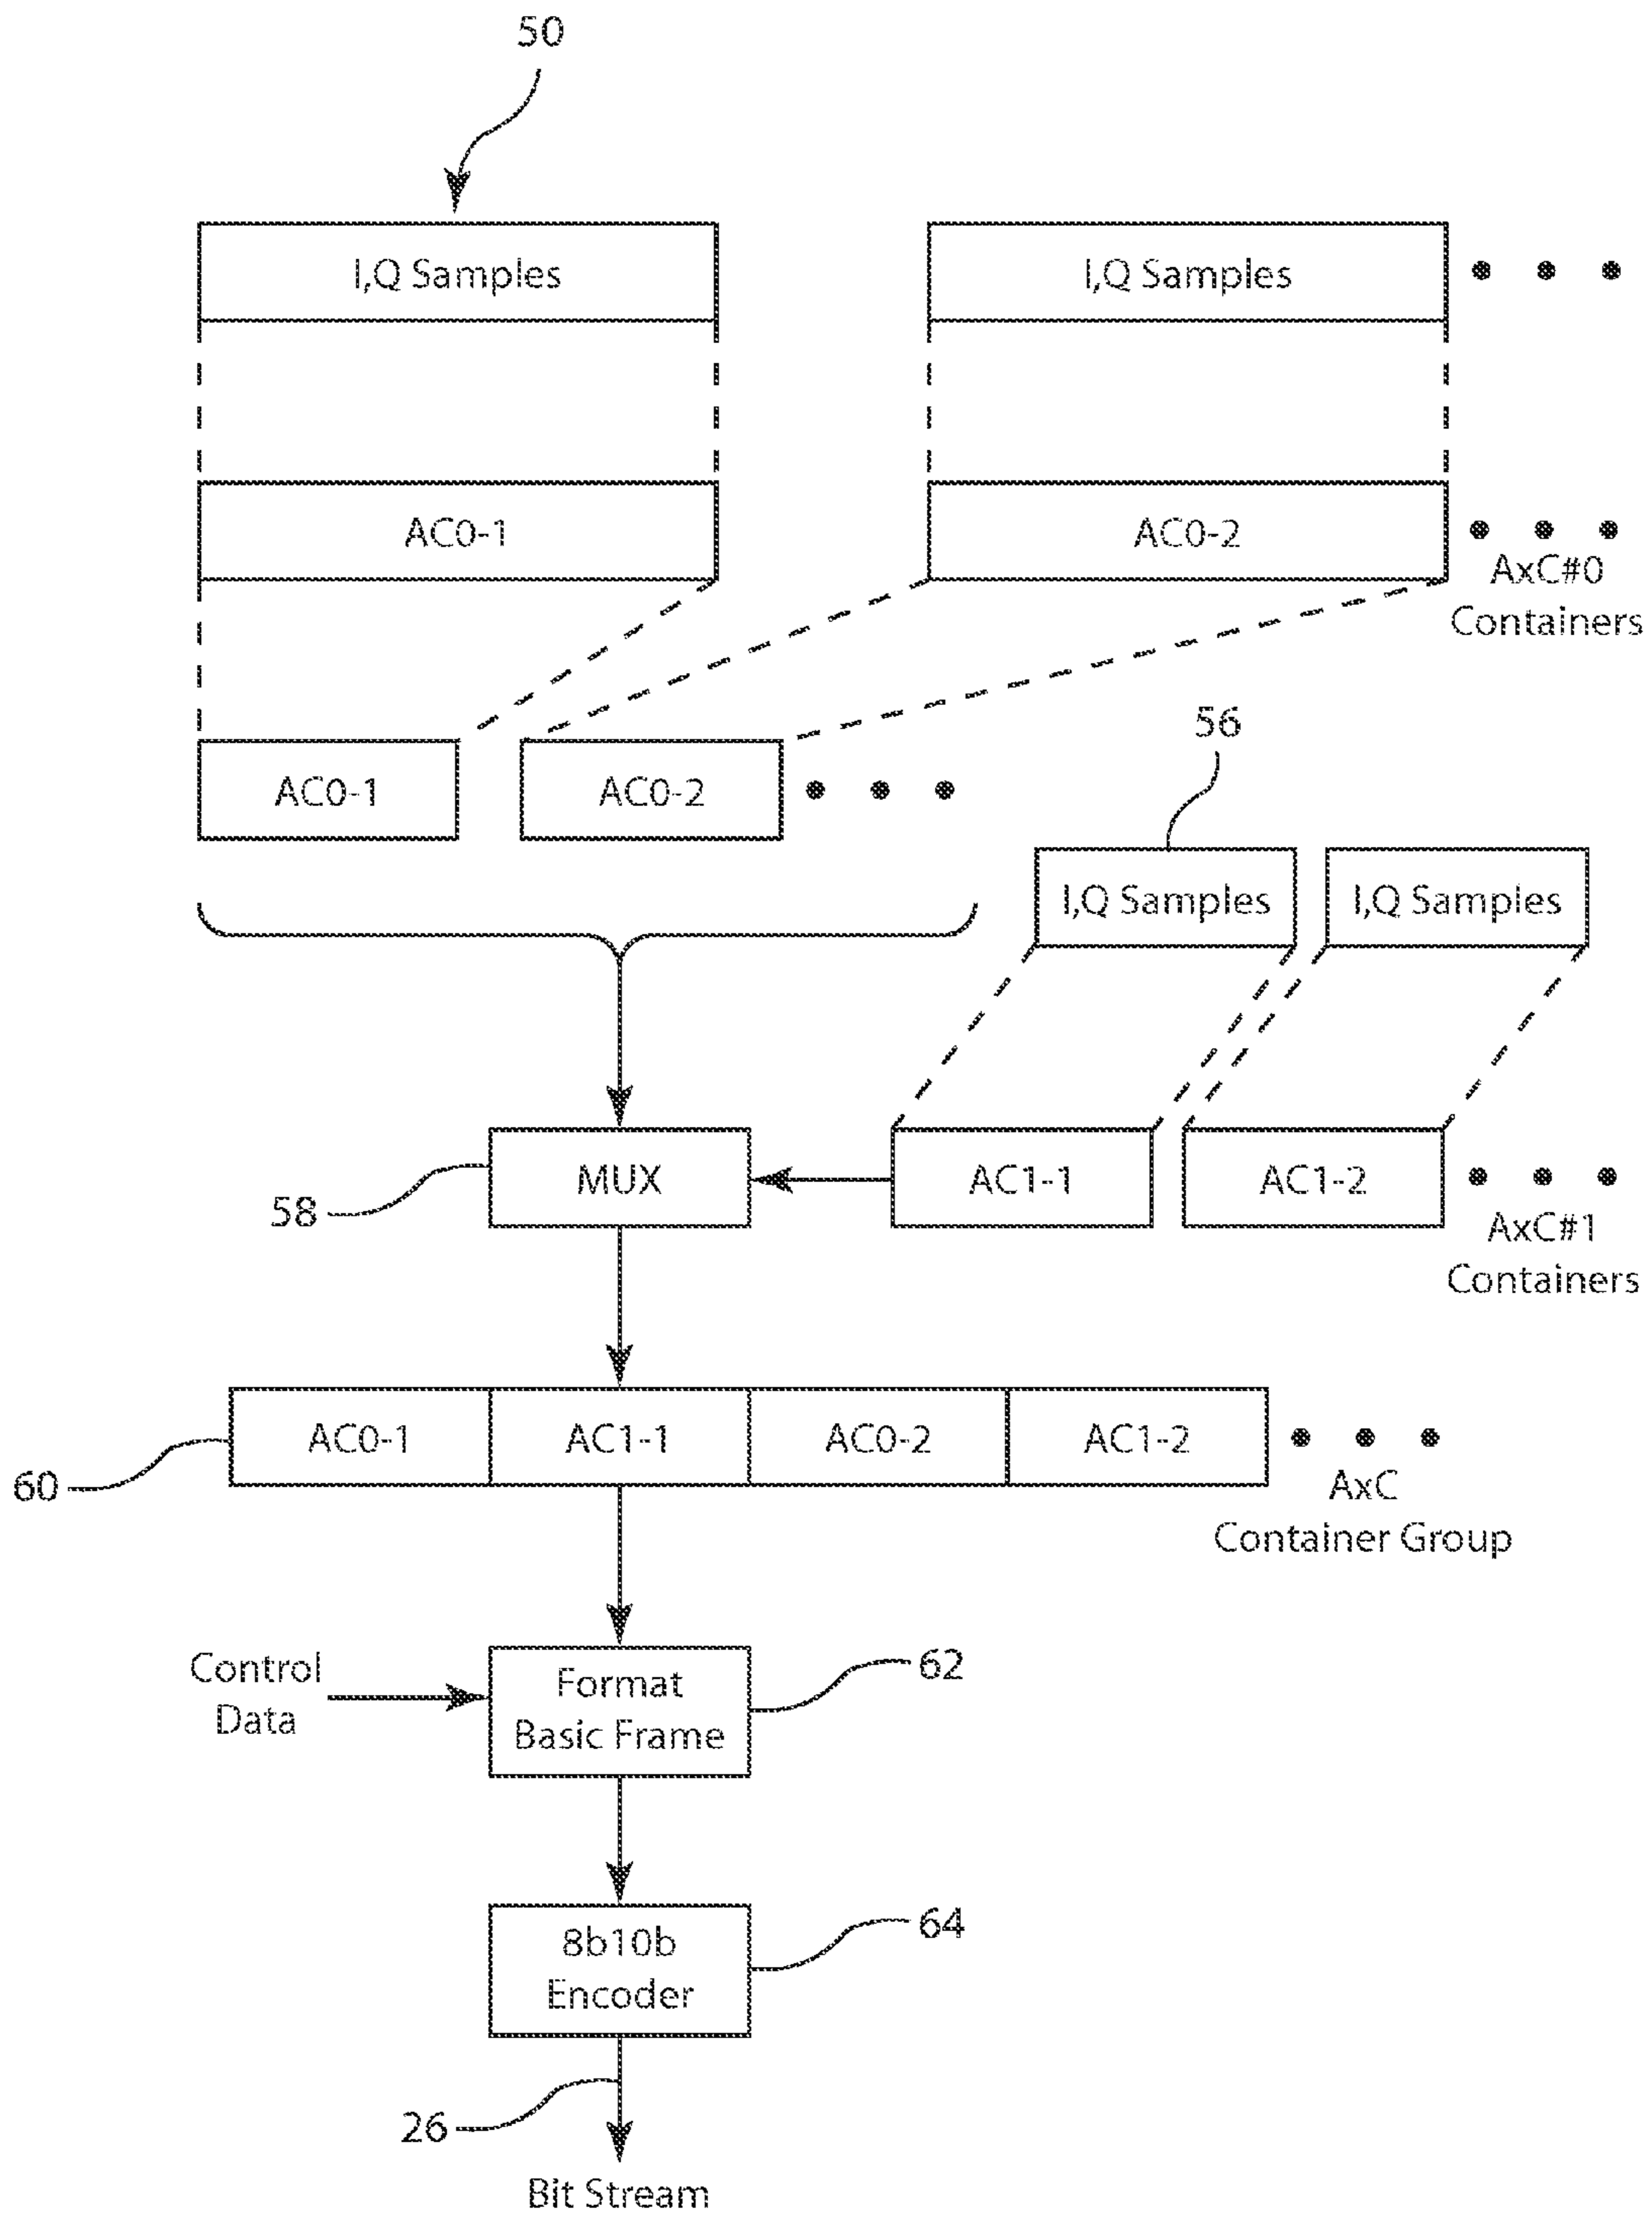 50
I,Q Samples
I,Q Samples
AC0-1
AC0-2
AxC#0
Containers
56
AC0-1
AC0-2
I,Q Samples
I,Q Samples
58
MUX
AC1-1
AC1-2
AxC#1
Containers
60
AC0-1
AC1-1
AC0-2
AC1-2
AxC
Container Group
Control
Data
Format
Basic Frame
62
8b10b
Encoder
64
26
Bit Stream